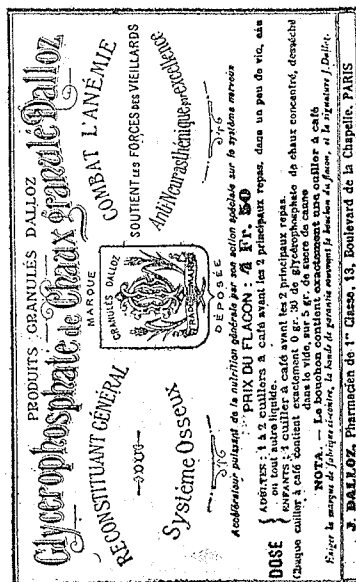 PRODUITS GRANULÉS DALLOZ
Glycérophosphate de Chaux granulé Dalloz
RECONSTITUANT GÉNÉRAL
Système Osseux
MARQUE
GRANULÉS DALLOZ
TRADE MARK
DÉPOSÉE
COMBAT L'ANÉMIE
SOUTIENT LES FORCES DES VIEILLARDS
AntiNeurasthénique par excellence
Accélérateur puissant de la nutrition générale par son action spéciale sur le système nerveux
PRIX DU FLACON : 4 Fr. 50
DOSE
ADULTES : 1 à 2 cuillers à café avant les 2 principaux repas, dans un peu de vin, eau
ou tout autre liquide.
ENFANTS : 1 cuiller à café avant les 2 principaux repas.
Chaque cuiller à café contient exactement 0 gr. 30 de glycérophosphate de chaux concentré, desséché
dans le vide, sur 5 gr. de sucre de canne
NOTA. — Le bouchon contient exactement une cuiller à café
Exiger la marque de fabrique ci-contre, la bande de garantie couvrant le bouchon du flacon, et la signature J. Dalloz.
J. DALLOZ, Pharmacien de 1re Classe, 13, Boulevard de la Chapelle, PARIS